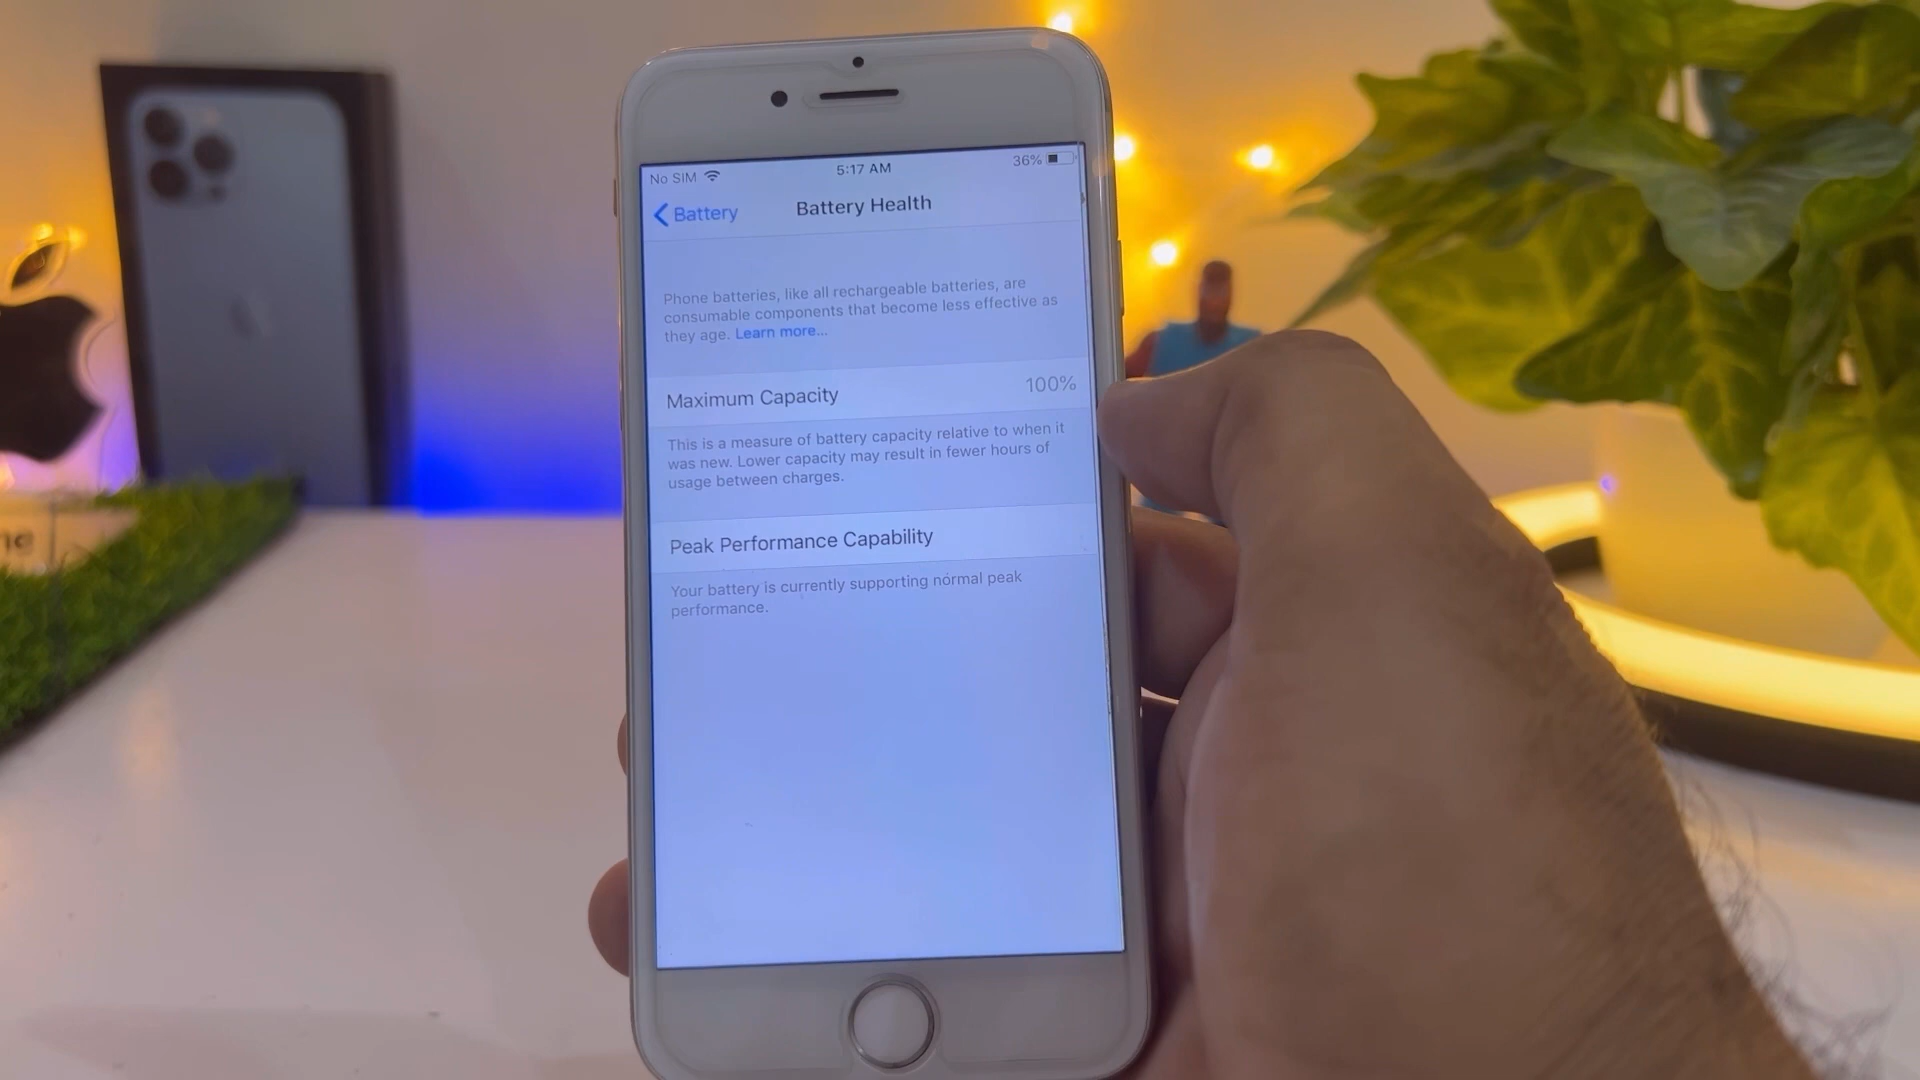 No SIM 5:17 AM 36%
Battery Battery Health
Phone batteries, like all rechargeable batteries, are
consumable components that become less effective as
they age. Learn more...
Maximum Capacity 100%
This is a measure of battery capacity relative to when it
was new. Lower capacity may result in fewer hours of
usage between charges.
Peak Performance Capability
Your battery is currently supporting normal peak
performance.